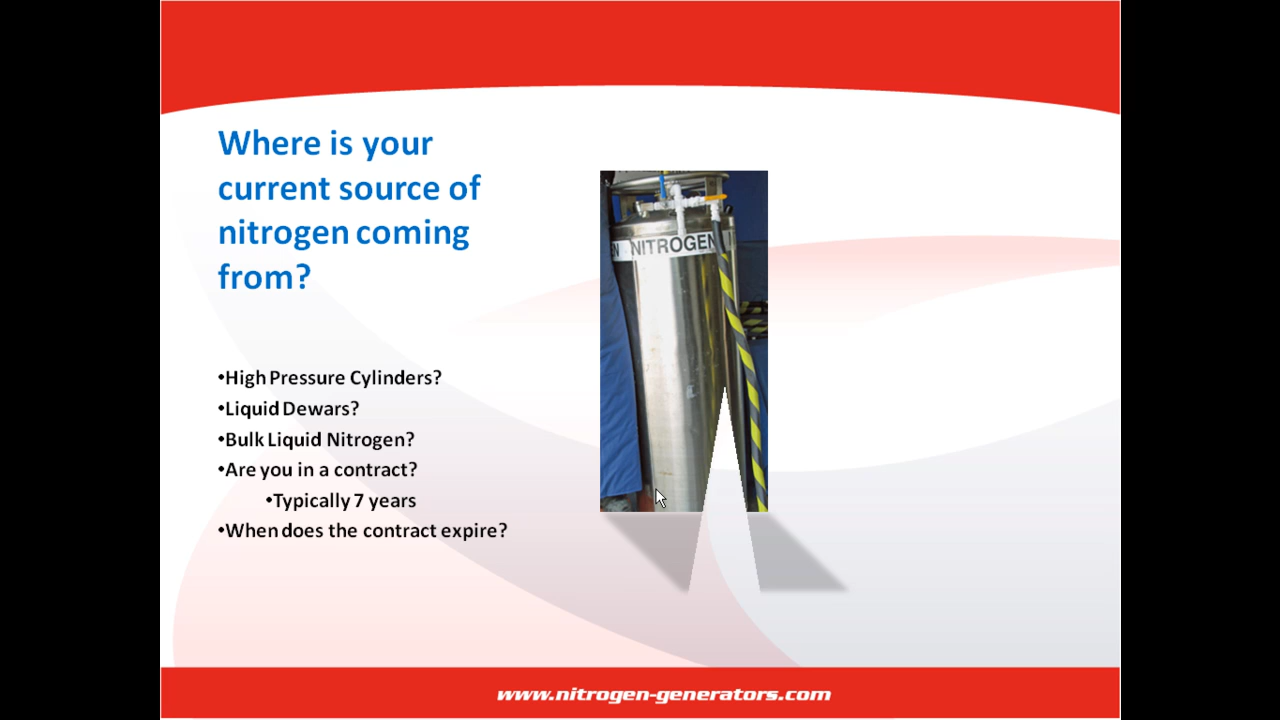 Where is your
current source of
nitrogen coming
from?
•High Pressure Cylinders?
•Liquid Dewars?
•Bulk Liquid Nitrogen?
•Are you in a contract?
•Typically 7 years
•When does the contract expire?
N NITROGEN
www.nitrogen-generators.com